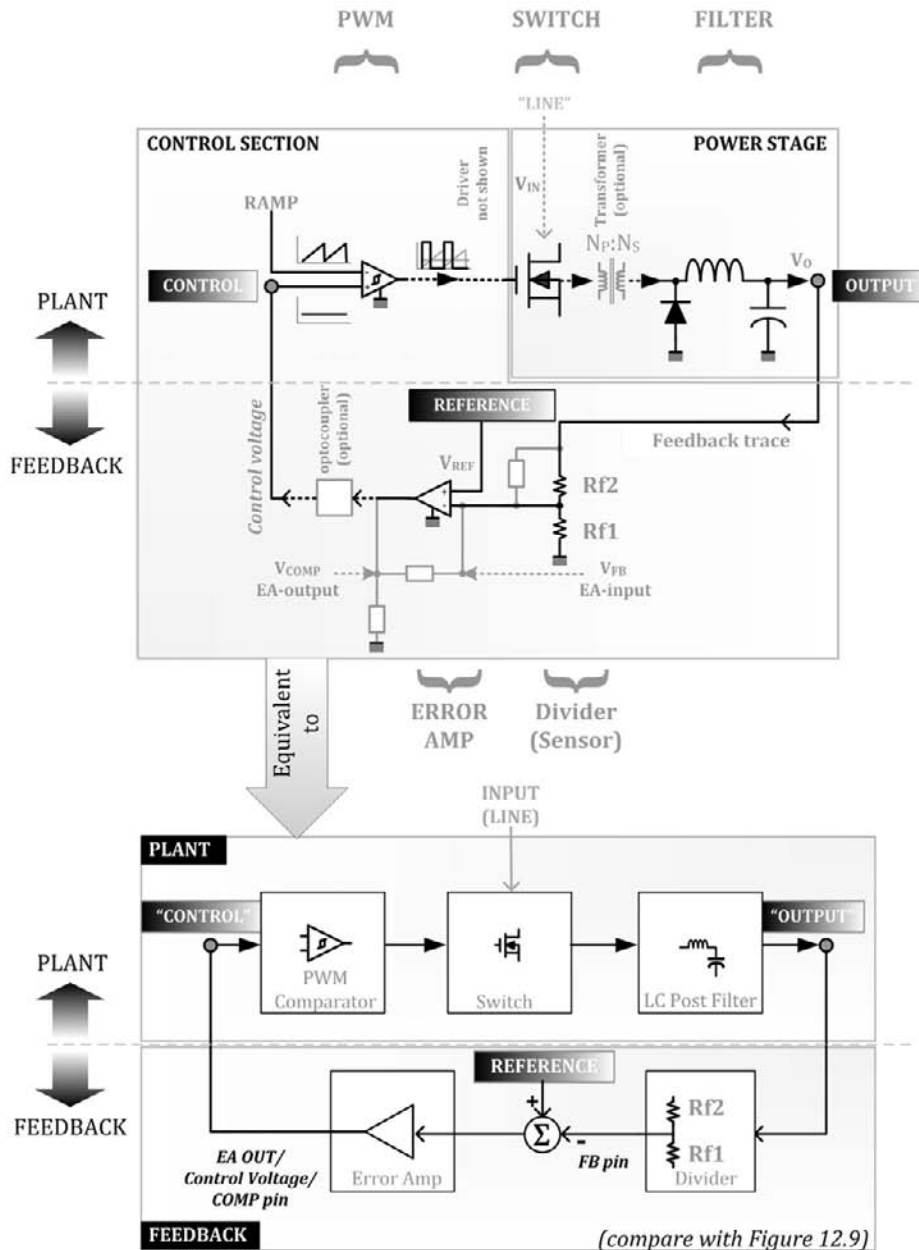 PWM
SWITCH
FILTER
"LINE"
CONTROL SECTION
POWER STAGE
RAMP
Driver
not shown
VIN
Transformer
(optional)
NP:NS
VO
CONTROL
OUTPUT
PLANT
FEEDBACK
Control voltage
optocoupler
(optional)
REFERENCE
VREF
Feedback trace
Rf2
Rf1
+
-
VCOMP
EA-output
VFB
EA-input
ERROR
AMP
Divider
(Sensor)
Equivalent
to
INPUT
(LINE)
PLANT
"CONTROL"
"OUTPUT"
PWM
Comparator
Switch
LC Post Filter
PLANT
FEEDBACK
REFERENCE
+
Σ
-
FB pin
Rf2
Rf1
Divider
Error Amp
EA OUT/
Control Voltage/
COMP pin
FEEDBACK
(compare with Figure 12.9)